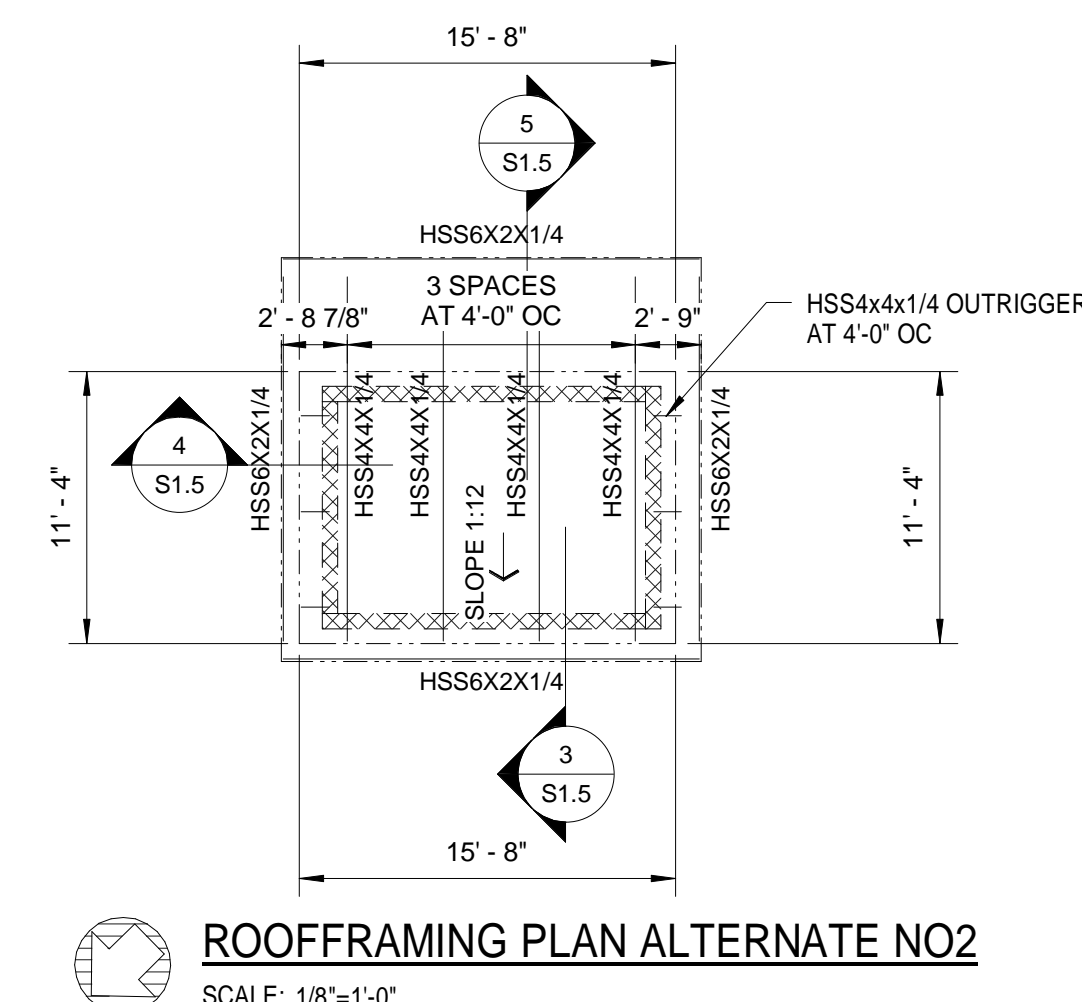 15' - 8"
5
S1.5
HSS6X2X1/4
3 SPACES
AT 4'-0" OC
2' - 8 7/8"
2' - 9"
HSS4x4x1/4 OUTRIGGER
AT 4'-0" OC
11' - 4"
4
S1.5
HSS6X2X1/4
HSS4X4X1/4
HSS4X4X1/4
HSS4X4X1/4
HSS4X4X1/4
HSS6X2X1/4
SLOPE 1:12
11' - 4"
HSS6X2X1/4
3
S1.5
15' - 8"
ROOFFRAMING PLAN ALTERNATE NO2
SCALE: 1/8"=1'-0"